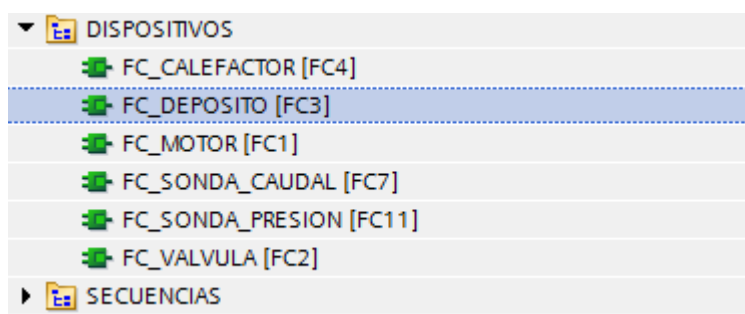 DISPOSITIVOS
FC_CALEFACTOR [FC4]
FC_DEPOSITO [FC3]
FC_MOTOR [FC1]
FC_SONDA_CAUDAL [FC7]
FC_SONDA_PRESION [FC11]
FC_VALVULA [FC2]
SECUENCIAS